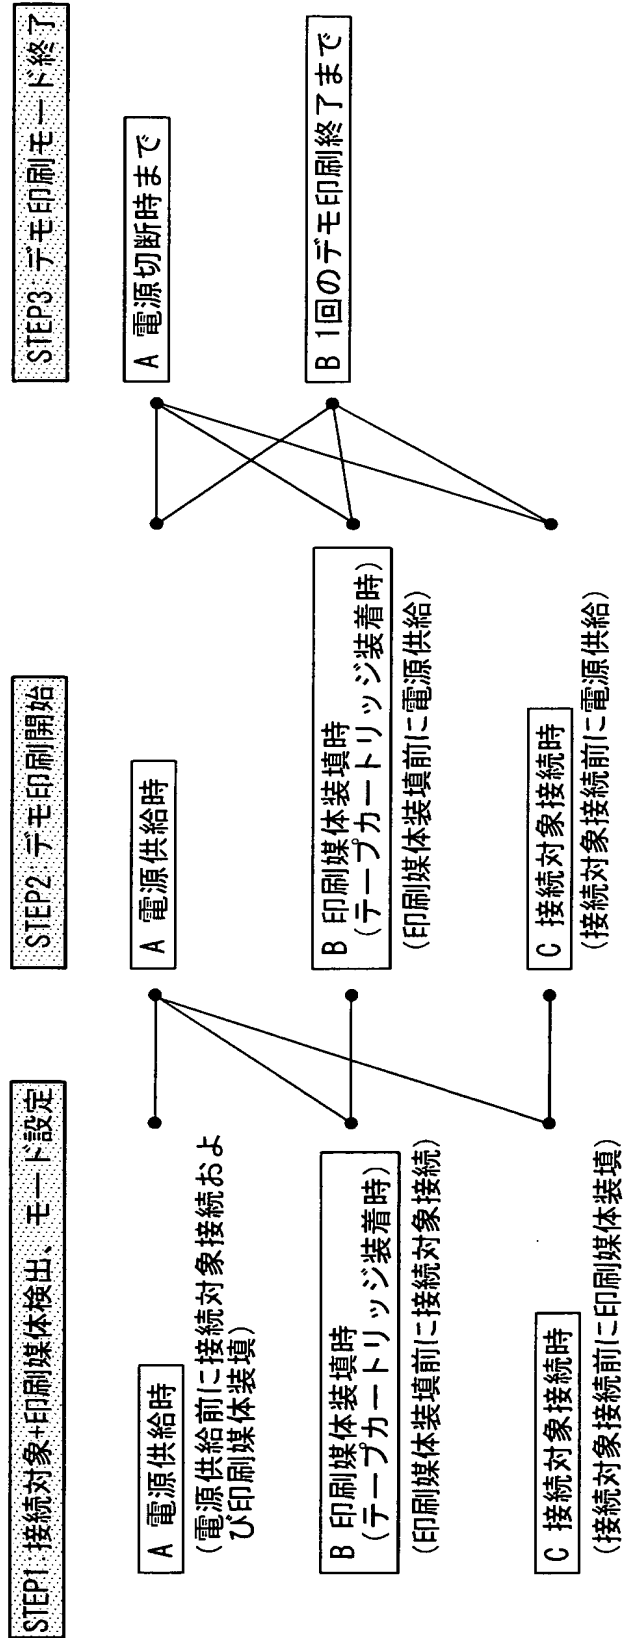 STEP1:接続対象+印刷媒体検出、モード設定
A 電源供給時
(電源供給前に接続対象接続およ
び印刷媒体装填)
B 印刷媒体装填時
(テープカートリッジ装着時)
(印刷媒体装填前に接続対象接続)
C 接続対象接続時
(接続対象接続前に印刷媒体装填)
STEP2:デモ印刷開始
A 電源供給時
B 印刷媒体装填時
(テープカートリッジ装着時)
(印刷媒体装填前に電源供給)
C 接続対象接続時
(接続対象接続前に電源供給)
STEP3:デモ印刷モード終了
A 電源切断時まで
B 1回のデモ印刷終了まで